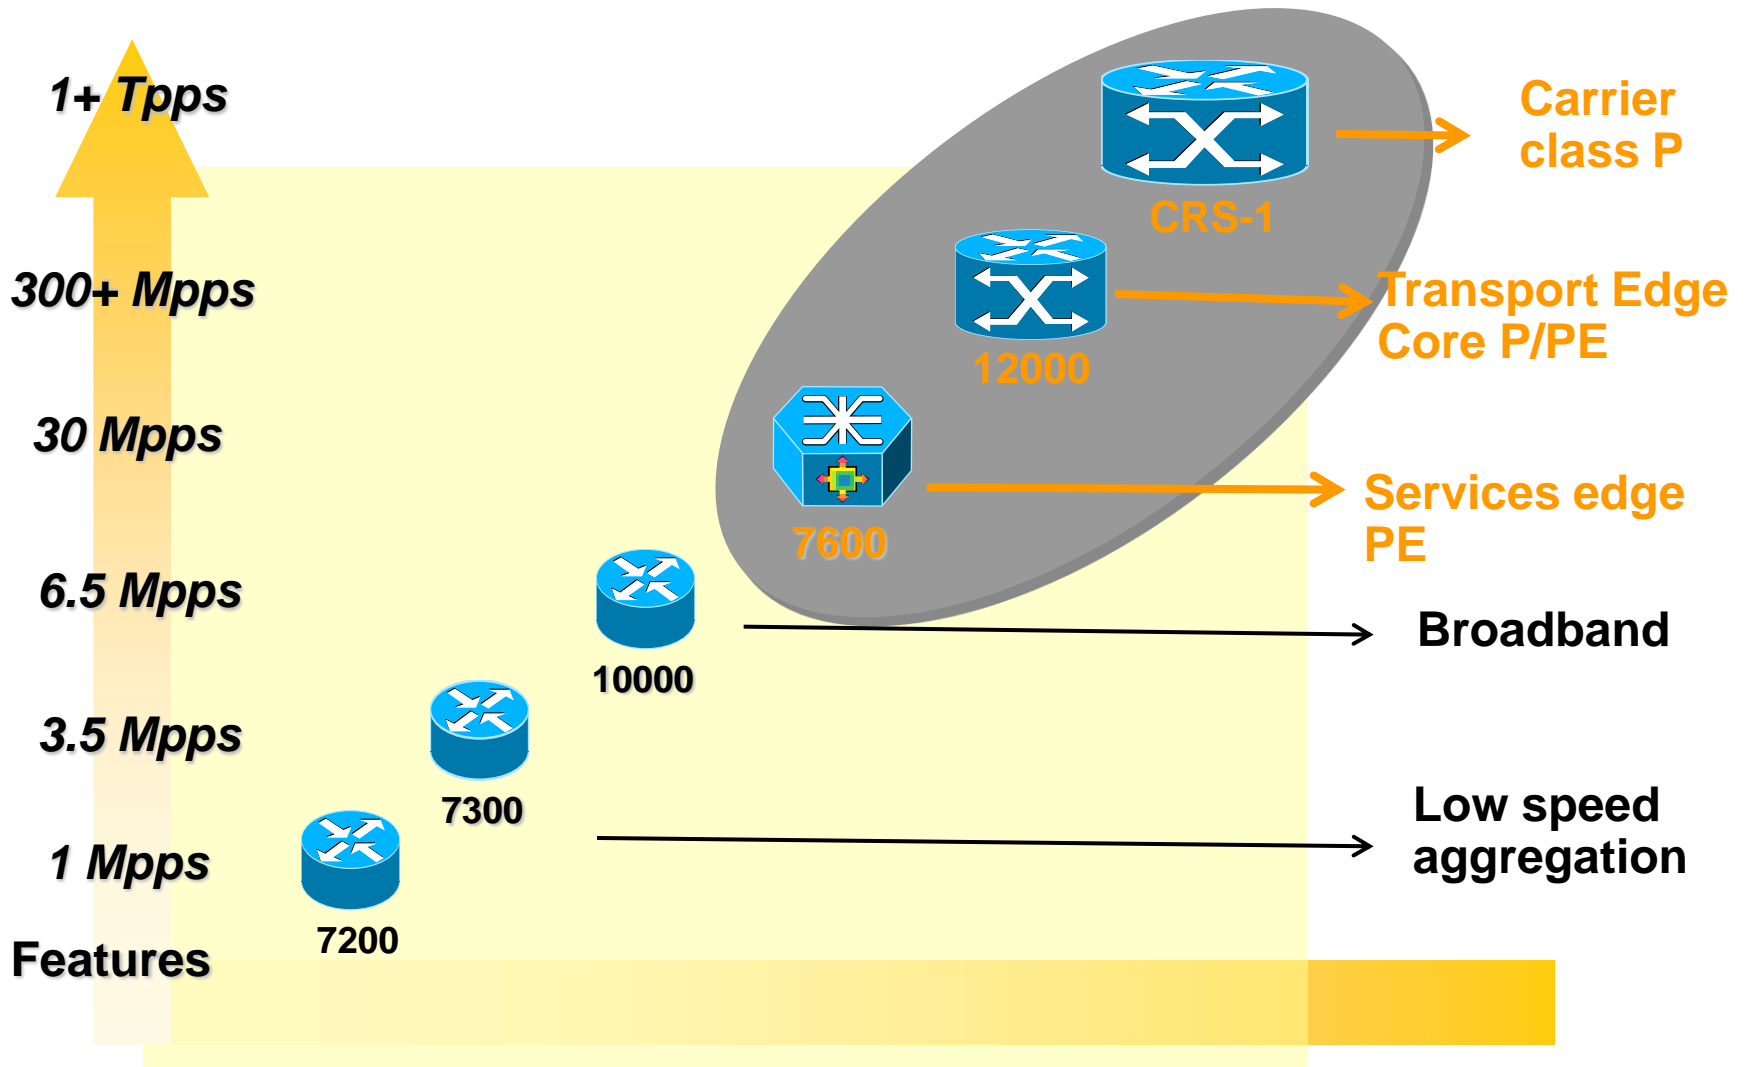 1+ Tpps
Carrier
class P
CRS-1
300+ Mpps
Transport Edge
Core P/PE
12000
30 Mpps
Services edge
PE
7600
6.5 Mpps
Broadband
10000
3.5 Mpps
7300
Low speed
aggregation
1 Mpps
7200
Features